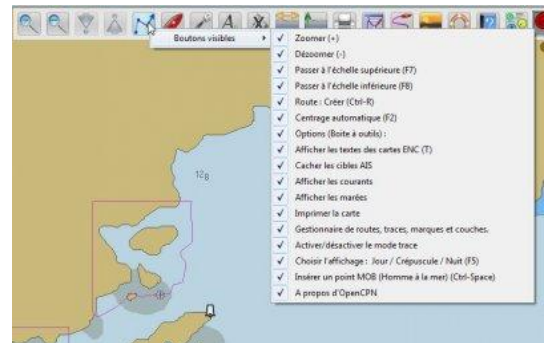 Boutons visibles
Zoomer (+)
Dézoomer (-)
Passer à l'échelle supérieure (F7)
Passer à l'échelle inférieure (F8)
Route : Créer (Ctrl-R)
Centrage automatique (F2)
Options (Boite à outils) :
Afficher les textes des cartes ENC (T)
Cacher les cibles AIS
Afficher les courants
Afficher les marées
Imprimer la carte
Gestionnaire de routes, traces, marques et couches.
Activer/désactiver le mode trace
Choisir l'affichage : Jour / Crépuscule / Nuit (F5)
Insérer un point MOB (Homme à la mer) (Ctrl-Space)
A propos d'OpenCPN
12₈